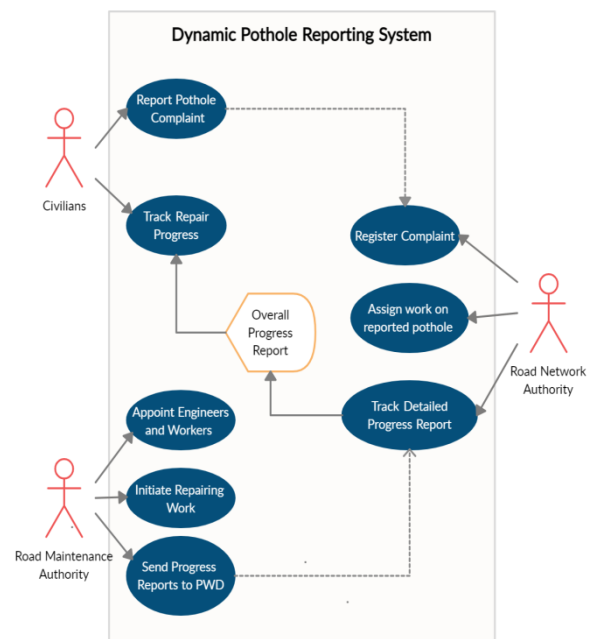 Dynamic Pothole Reporting System
Report Pothole
Complaint
Civilians
Track Repair
Progress
Register Complaint
Assign work on
reported pothole
Road Network
Authority
Overall
Progress
Report
Track Detailed
Progress Report
Appoint Engineers
and Workers
Initiate Repairing
Work
Road Maintenance
Authority
Send Progress
Reports to PWD